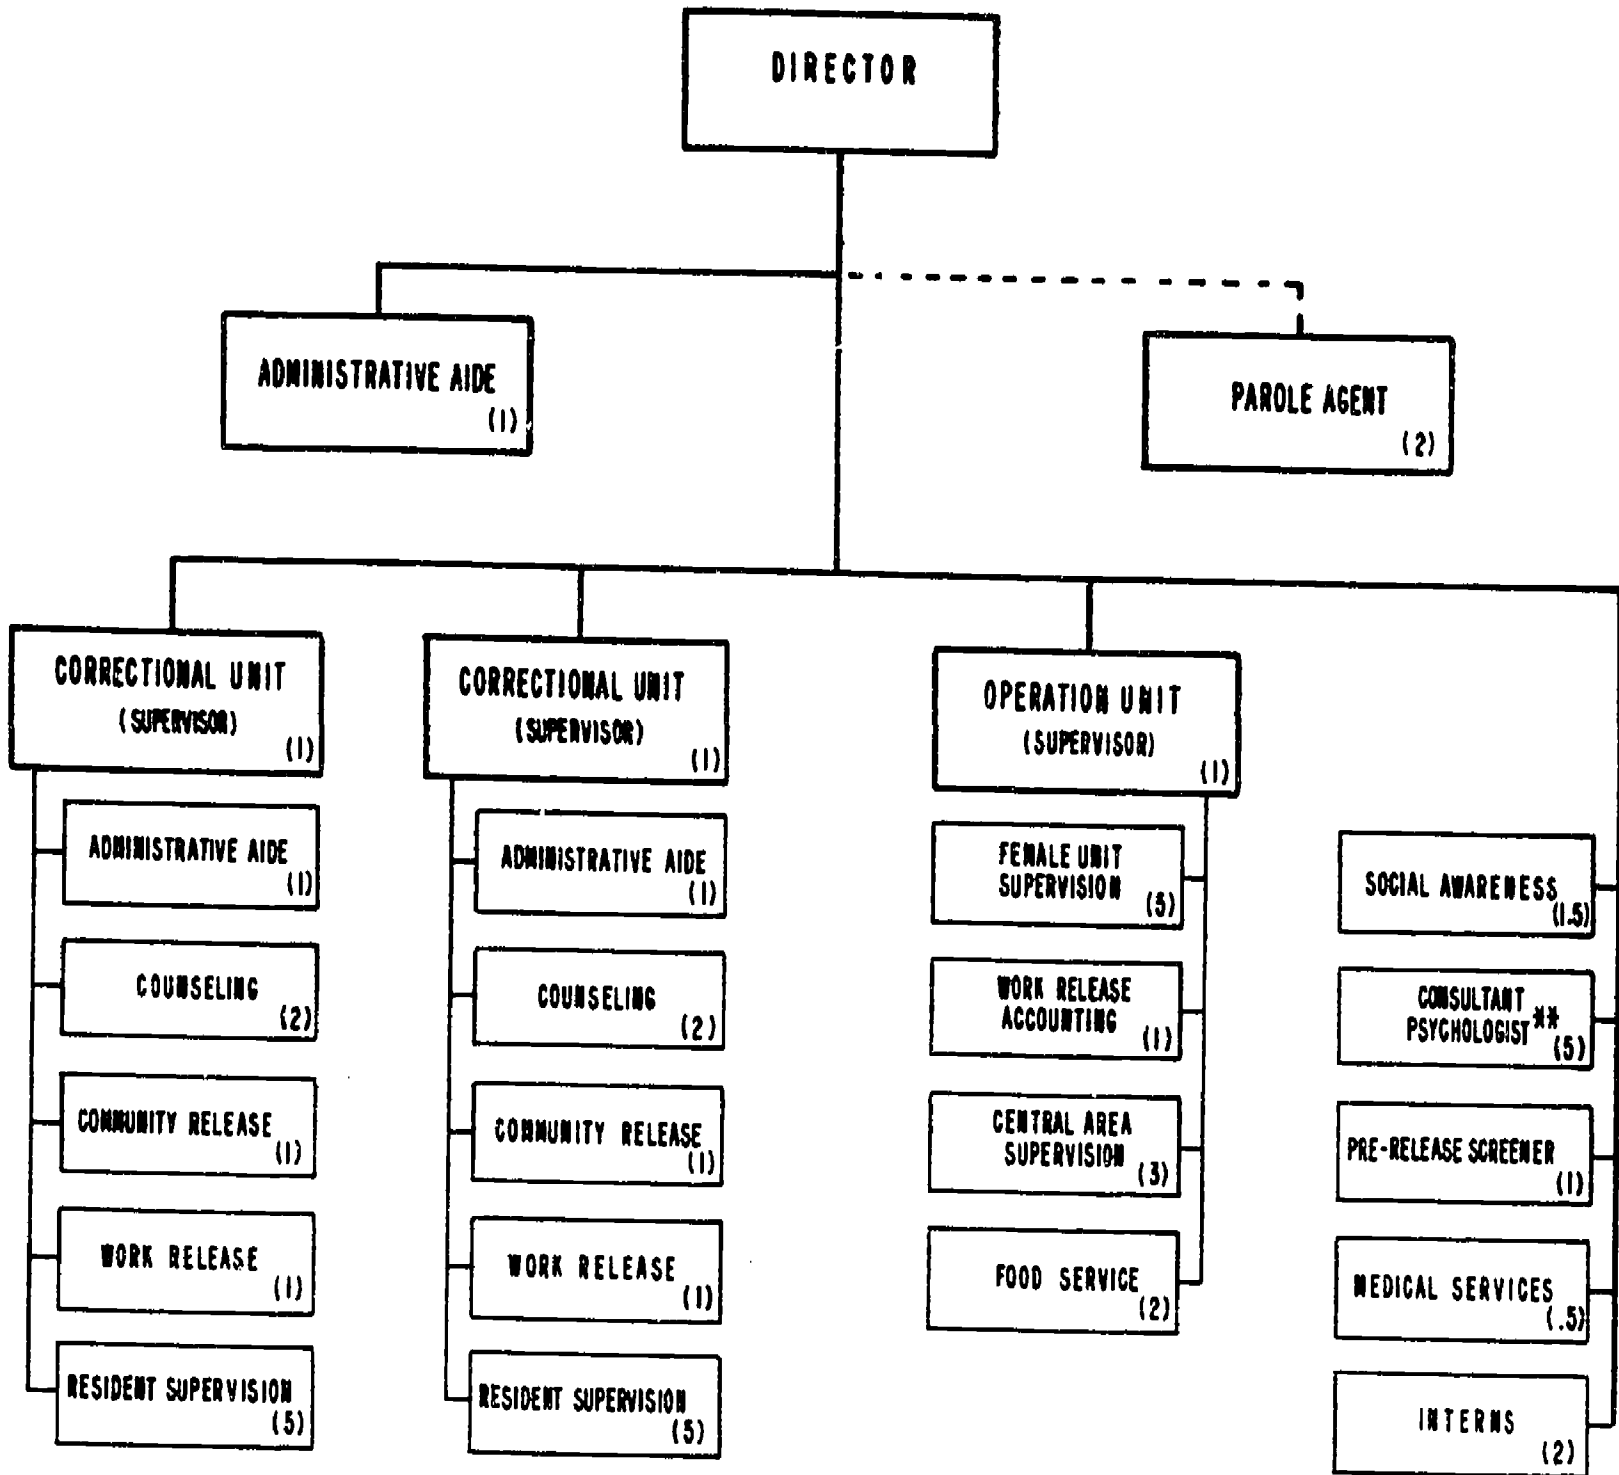 DIRECTOR
ADMINISTRATIVE AIDE
(1)
PAROLE AGENT
(2)
CORRECTIONAL UNIT
(SUPERVISOR)
(1)
ADMINISTRATIVE AIDE
(1)
COUNSELING
(2)
COMMUNITY RELEASE
(1)
WORK RELEASE
(1)
RESIDENT SUPERVISION
(5)
CORRECTIONAL UNIT
(SUPERVISOR)
(1)
ADMINISTRATIVE AIDE
(1)
COUNSELING
(2)
COMMUNITY RELEASE
(1)
WORK RELEASE
(1)
RESIDENT SUPERVISION
(5)
OPERATION UNIT
(SUPERVISOR)
(1)
FEMALE UNIT
SUPERVISION
(5)
WORK RELEASE
ACCOUNTING
(1)
CENTRAL AREA
SUPERVISION
(3)
FOOD SERVICE
(2)
SOCIAL AWARENESS
(1.5)
CONSULTANT
PSYCHOLOGIST**
(5)
PRE-RELEASE SCREENER
(1)
MEDICAL SERVICES
(.5)
INTERNS
(2)